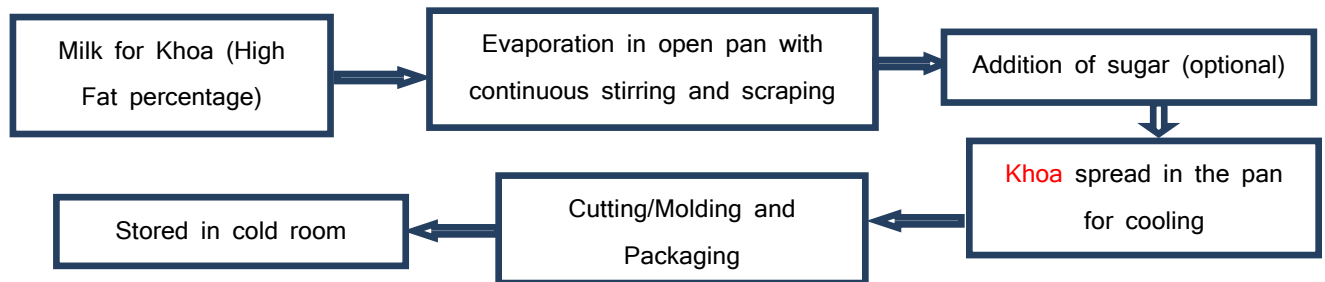 Milk for Khoa (High
Fat percentage)
Evaporation in open pan with
continuous stirring and scraping
Addition of sugar (optional)
Khoa spread in the pan
for cooling
Cutting/Molding and
Packaging
Stored in cold room